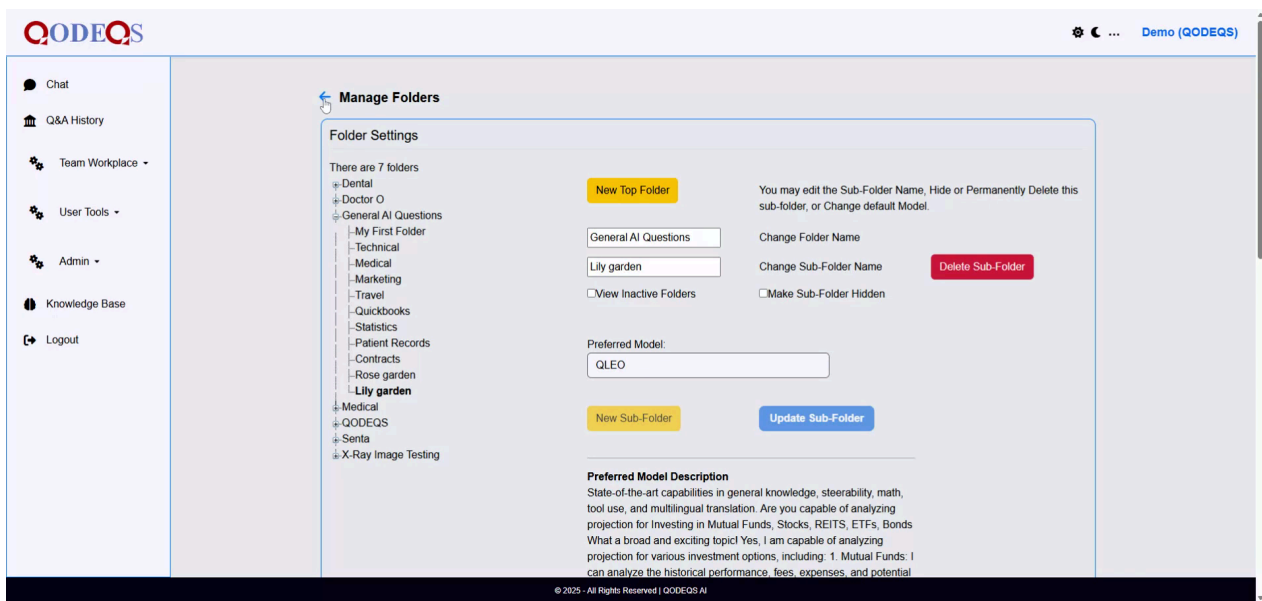 QODEQS
... Demo (QODEQS)
Chat
Q&A History
Team Workplace
User Tools
Admin
Knowledge Base
Logout
Manage Folders
Folder Settings
There are 7 folders
Dental
Doctor O
General AI Questions
My First Folder
Technical
Medical
Marketing
Travel
Quickbooks
Statistics
Patient Records
Contracts
Rose garden
Lily garden
Medical
QODEQS
Senta
X-Ray Image Testing
New Top Folder
You may edit the Sub-Folder Name, Hide or Permanently Delete this
sub-folder, or Change default Model.
General AI Questions
Change Folder Name
Lily garden
Change Sub-Folder Name
Delete Sub-Folder
View Inactive Folders
Make Sub-Folder Hidden
Preferred Model:
QLEO
New Sub-Folder
Update Sub-Folder
Preferred Model Description
State-of-the-art capabilities in general knowledge, steerability, math,
tool use, and multilingual translation. Are you capable of analyzing
projection for Investing in Mutual Funds, Stocks, REITS, ETFs, Bonds
What a broad and exciting topic! Yes, I am capable of analyzing
projection for various investment options, including: 1. Mutual Funds: I
can analyze the historical performance, fees, expenses, and potential
© 2025 - All Rights Reserved | QODEQS AI